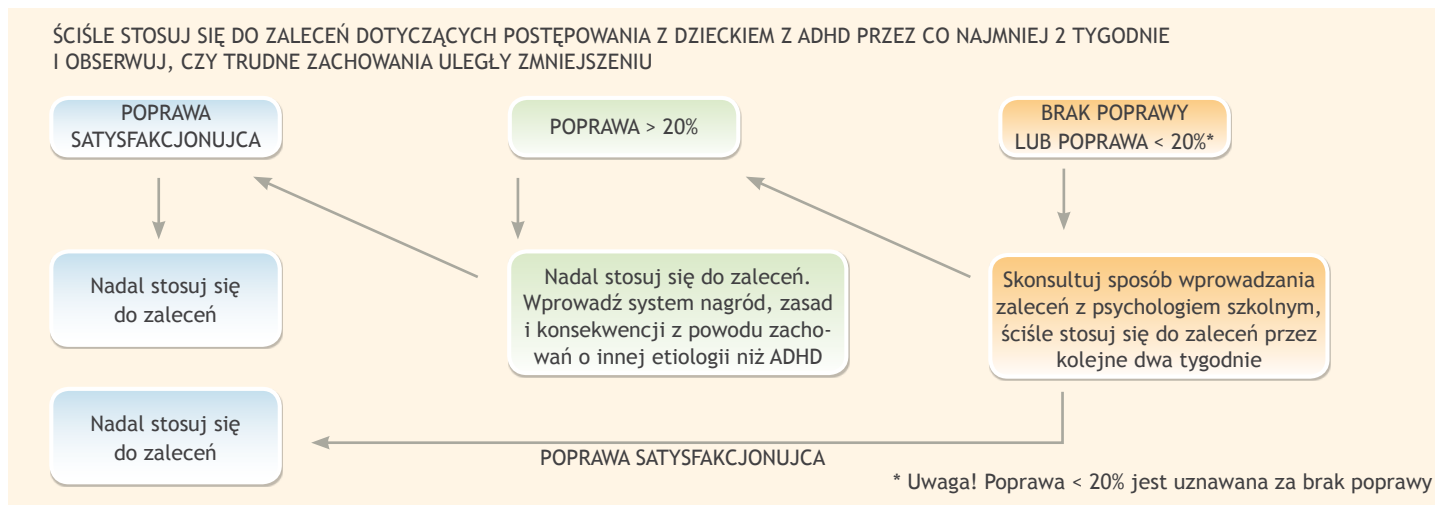 ŚCIŚLE STOSUJ SIĘ DO ZALECEŃ DOTYCZĄCYCH POSTĘPOWANIA Z DZIECKIEM Z ADHD PRZEZ CO NAJMNIEJ 2 TYGODNIE
I OBSERWUJ, CZY TRUDNE ZACHOWANIA ULEGŁY ZMNIEJSZENIU
POPRAWA
SATYSFAKCJONUJCA
POPRAWA > 20%
BRAK POPRAWY
LUB POPRAWA < 20%*
Nadal stosuj się
do zaleceń
Nadal stosuj się do zaleceń.
Wprowadź system nagród, zasad
i konsekwencji z powodu zacho-
wań o innej etiologii niż ADHD
Skonsultuj sposób wprowadzania
zaleceń z psychologiem szkolnym,
ściśle stosuj się do zaleceń przez
kolejne dwa tygodnie
Nadal stosuj się
do zaleceń
POPRAWA SATYSFAKCJONUJCA
* Uwaga! Poprawa < 20% jest uznawana za brak poprawy